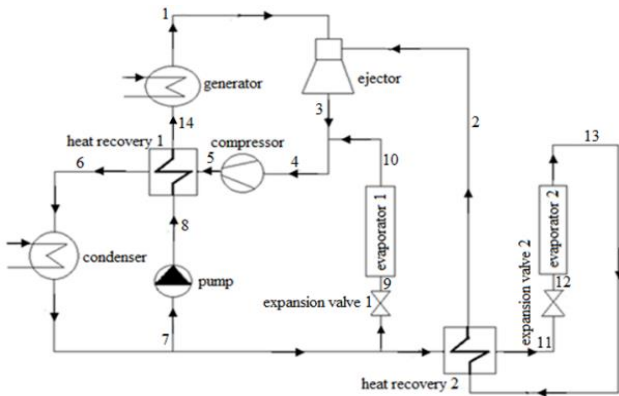 1
generator
ejector
14
3
2
13
heat recovery 1
compressor
6
5
4
10
8
evaporator 1
evaporator 2
expansion valve 2
condenser
pump
9
12
expansion valve 1
7
11
heat recovery 2